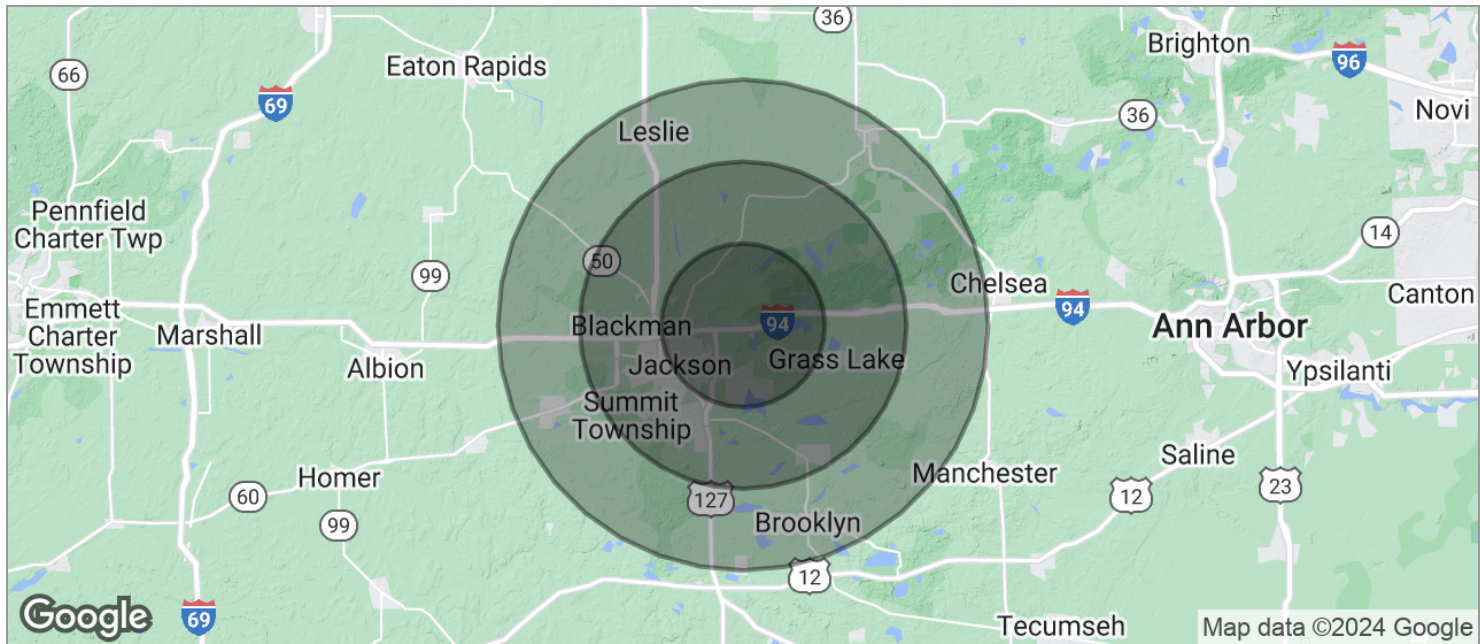 36
Brighton
96
66
Eaton Rapids
69
Novi
36
Leslie
Pennfield
Charter Twp
14
50
99
Chelsea
Canton
Emmett
Charter
Township
94
94
Marshall
Blackman
Ann Arbor
Albion
Jackson
Grass Lake
Ypsilanti
Summit
Township
Saline
Homer
Manchester
60
127
12
23
99
Brooklyn
12
Google
69
Tecumseh
Map data ©2024 Google